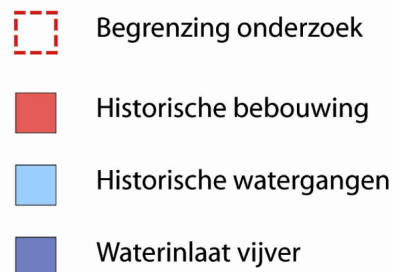 Begrenzing onderzoek
Historische bebouwing
Historische watergangen
Waterinlaat vijver